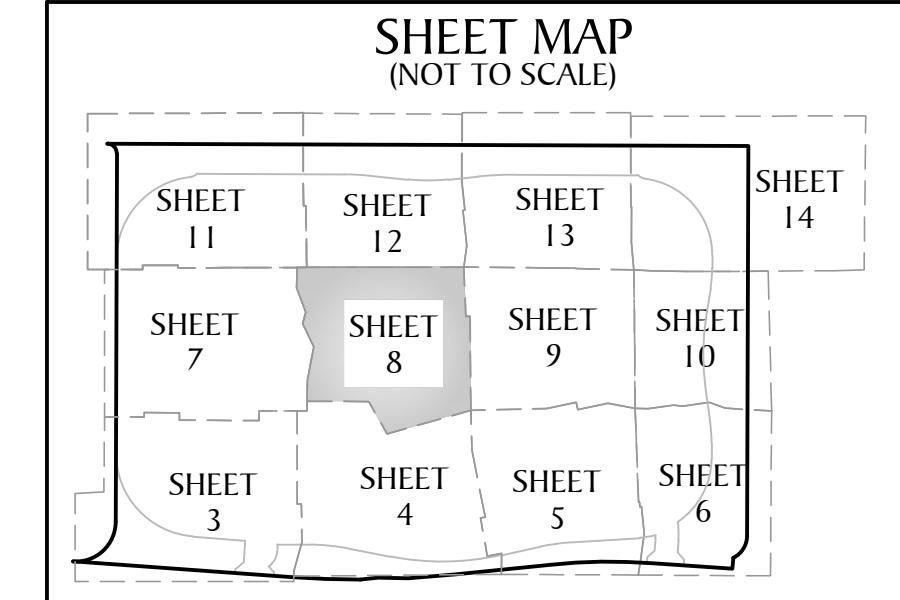 SHEET MAP
(NOT TO SCALE)
SHEET
11
SHEET
12
SHEET
13
SHEET
14
SHEET
7
SHEET
8
SHEET
9
SHEET
10
SHEET
3
SHEET
4
SHEET
5
SHEET
6